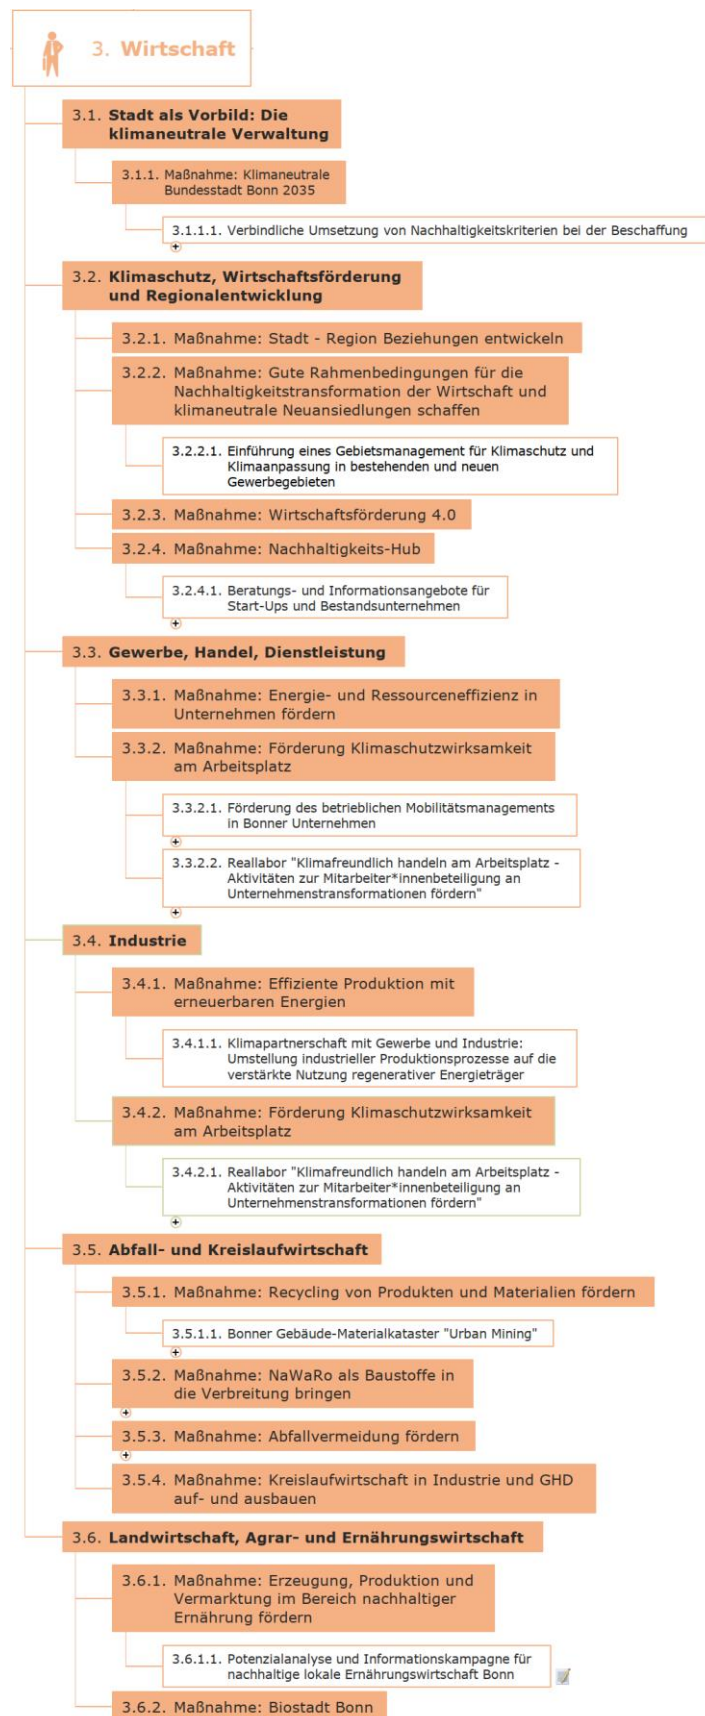 3. Wirtschaft
3.1. Stadt als Vorbild: Die
klimaneutrale Verwaltung
3.1.1. Maßnahme: Klimaneutrale
Bundesstadt Bonn 2035
3.1.1.1. Verbindliche Umsetzung von Nachhaltigkeitskriterien bei der Beschaffung
3.2. Klimaschutz, Wirtschaftsförderung
und Regionalentwicklung
3.2.1. Maßnahme: Stadt - Region Beziehungen entwickeln
3.2.2. Maßnahme: Gute Rahmenbedingungen für die
Nachhaltigkeitstransformation der Wirtschaft und
klimaneutrale Neuansiedlungen schaffen
3.2.2.1. Einführung eines Gebietsmanagement für Klimaschutz und
Klimaanpassung in bestehenden und neuen
Gewerbegebieten
3.2.3. Maßnahme: Wirtschaftsförderung 4.0
3.2.4. Maßnahme: Nachhaltigkeits-Hub
3.2.4.1. Beratungs- und Informationsangebote für
Start-Ups und Bestandsunternehmen
3.3. Gewerbe, Handel, Dienstleistung
3.3.1. Maßnahme: Energie- und Ressourceneffizienz in
Unternehmen fördern
3.3.2. Maßnahme: Förderung Klimaschutzwirksamkeit
am Arbeitsplatz
3.3.2.1. Förderung des betrieblichen Mobilitätsmanagements
in Bonner Unternehmen
3.3.2.2. Reallabor "Klimafreundlich handeln am Arbeitsplatz -
Aktivitäten zur Mitarbeiter*innenbeteiligung an
Unternehmenstransformationen fördern"
3.4. Industrie
3.4.1. Maßnahme: Effiziente Produktion mit
erneuerbaren Energien
3.4.1.1. Klimapartnerschaft mit Gewerbe und Industrie:
Umstellung industrieller Produktionsprozesse auf die
verstärkte Nutzung regenerativer Energieträger
3.4.2. Maßnahme: Förderung Klimaschutzwirksamkeit
am Arbeitsplatz
3.4.2.1. Reallabor "Klimafreundlich handeln am Arbeitsplatz -
Aktivitäten zur Mitarbeiter*innenbeteiligung an
Unternehmenstransformationen fördern"
3.5. Abfall- und Kreislaufwirtschaft
3.5.1. Maßnahme: Recycling von Produkten und Materialien fördern
3.5.1.1. Bonner Gebäude-Materialkataster "Urban Mining"
3.5.2. Maßnahme: NaWaRo als Baustoffe in
die Verbreitung bringen
3.5.3. Maßnahme: Abfallvermeidung fördern
3.5.4. Maßnahme: Kreislaufwirtschaft in Industrie und GHD
auf- und ausbauen
3.6. Landwirtschaft, Agrar- und Ernährungswirtschaft
3.6.1. Maßnahme: Erzeugung, Produktion und
Vermarktung im Bereich nachhaltiger
Ernährung fördern
3.6.1.1. Potenzialanalyse und Informationskampagne für
nachhaltige lokale Ernährungswirtschaft Bonn
3.6.2. Maßnahme: Biostadt Bonn